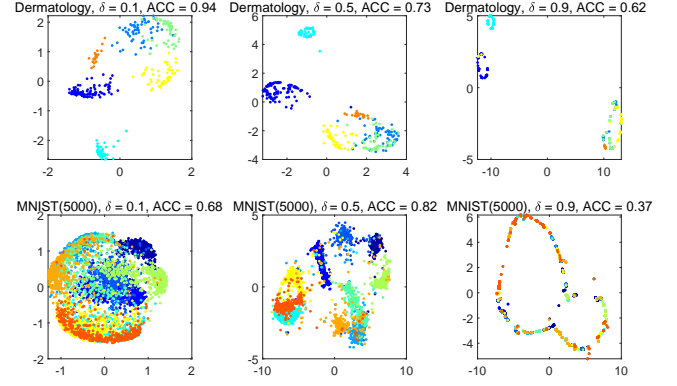 Dermatology, δ = 0.1, ACC = 0.94
2
1
0
-1
-2
-2 0 2
Dermatology, δ = 0.5, ACC = 0.73
6
4
2
0
-2
-4
-2 0 2 4
Dermatology, δ = 0.9, ACC = 0.62
5
0
-5
-10 0 10
MNIST(5000), δ = 0.1, ACC = 0.68
2
1
0
-1
-2
-1 0 1 2
MNIST(5000), δ = 0.5, ACC = 0.82
5
0
-5
-10 0 10
MNIST(5000), δ = 0.9, ACC = 0.37
6
4
2
0
-2
-4
-10 0 10